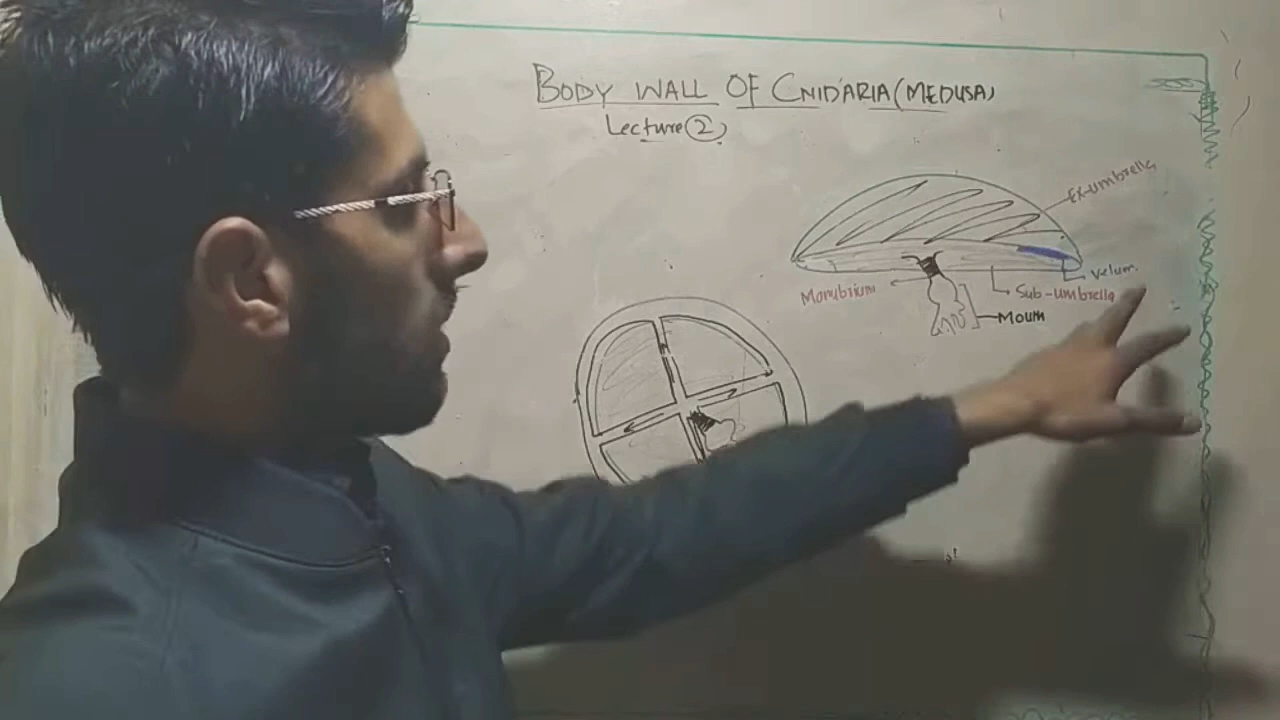 BODY WALL OF CNIDARIA (MEDUSA)
Lecture ②
Ex-umbrella
Velum
Manubrium
Sub-umbrella
Mouth